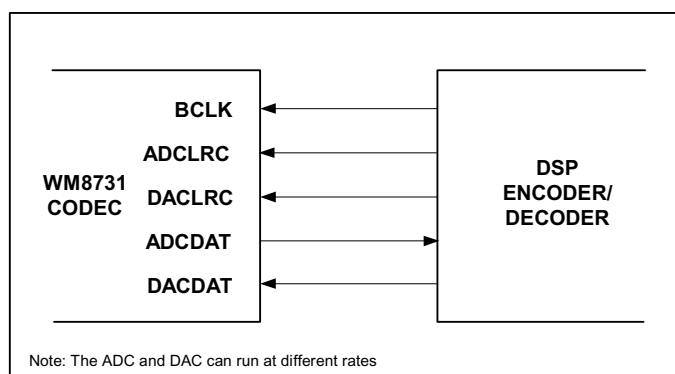 WM8731
CODEC
BCLK
ADCLRC
DACLRC
ADCDAT
DACDAT
DSP
ENCODER/
DECODER
Note: The ADC and DAC can run at different rates